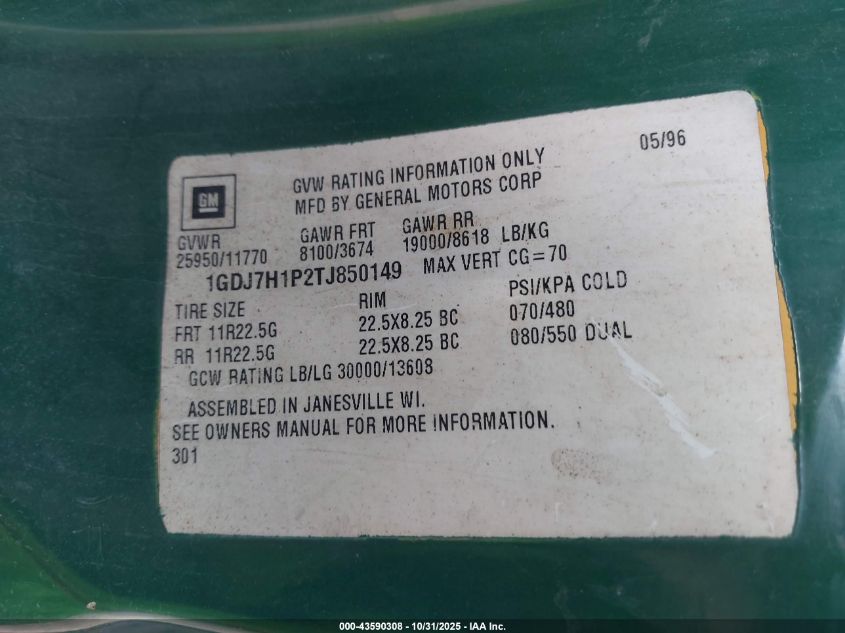 05/96
GM
GVW RATING INFORMATION ONLY
MFD BY GENERAL MOTORS CORP
GVWR GAWR FRT GAWR RR
25950/11770 8100/3674 19000/8618 LB/KG
1GDJ7H1P2TJ850149 MAX VERT CG=70
TIRE SIZE RIM PSI/KPA COLD
FRT 11R22.5G 22.5X8.25 BC 070/480
RR 11R22.5G 22.5X8.25 BC 080/550 DUAL
GCW RATING LB/LG 30000/13608
ASSEMBLED IN JANESVILLE WI.
SEE OWNERS MANUAL FOR MORE INFORMATION.
301
000-43590308 - 10/31/2025 - IAA Inc.